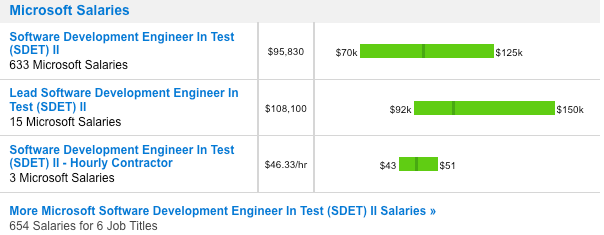 Microsoft Salaries
Software Development Engineer In Test
(SDET) II
633 Microsoft Salaries
$95,830
$70k
$125k
Lead Software Development Engineer In
Test (SDET) II
15 Microsoft Salaries
$108,100
$92k
$150k
Software Development Engineer In Test
(SDET) II - Hourly Contractor
3 Microsoft Salaries
$46.33/hr
$43
$51
More Microsoft Software Development Engineer In Test (SDET) II Salaries »
654 Salaries for 6 Job Titles